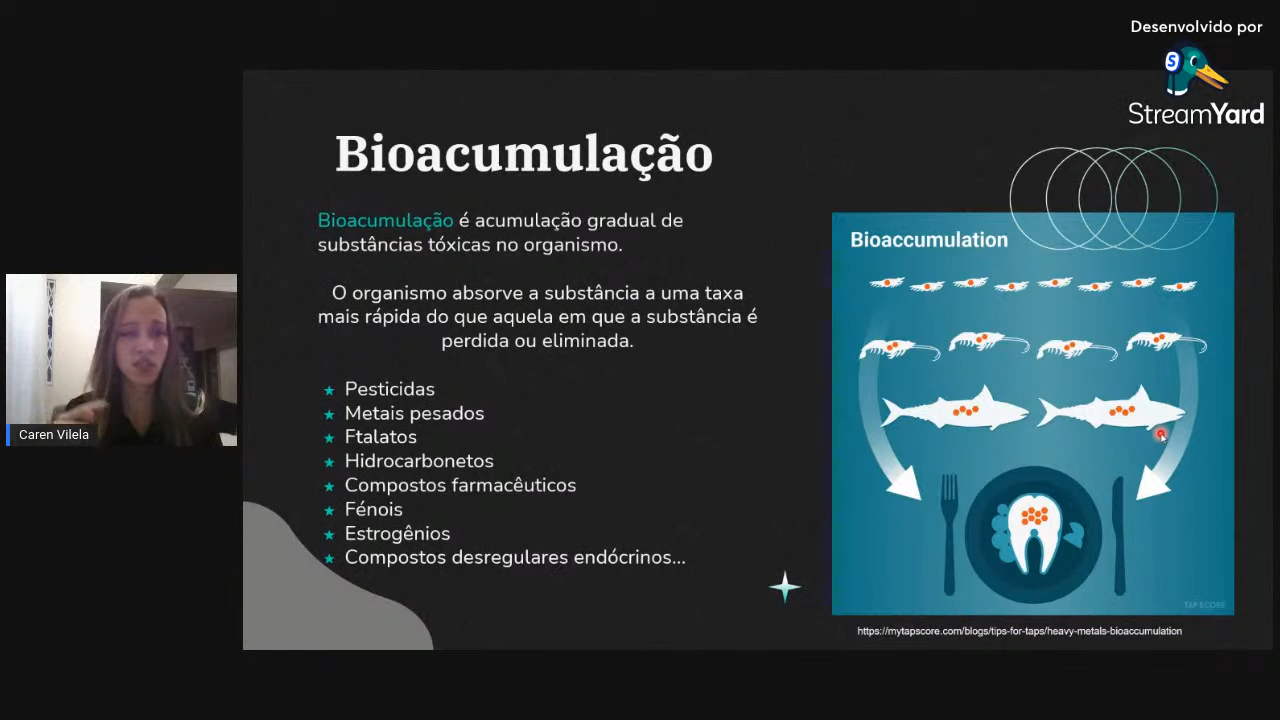 Desenvolvido por
StreamYard
Bioacumulação
Bioacumulação é acumulação gradual de
substâncias tóxicas no organismo.
O organismo absorve a substância a uma taxa
mais rápida do que aquela em que a substância é
perdida ou eliminada.
Pesticidas
Metais pesados
Ftalatos
Hidrocarbonetos
Compostos farmacêuticos
Fénois
Estrogênios
Compostos desregulares endócrinos...
Bioaccumulation
TAP SCORE
https://mytapscore.com/blogs/tips-for-taps/heavy-metals-bioaccumulation
Caren Vilela